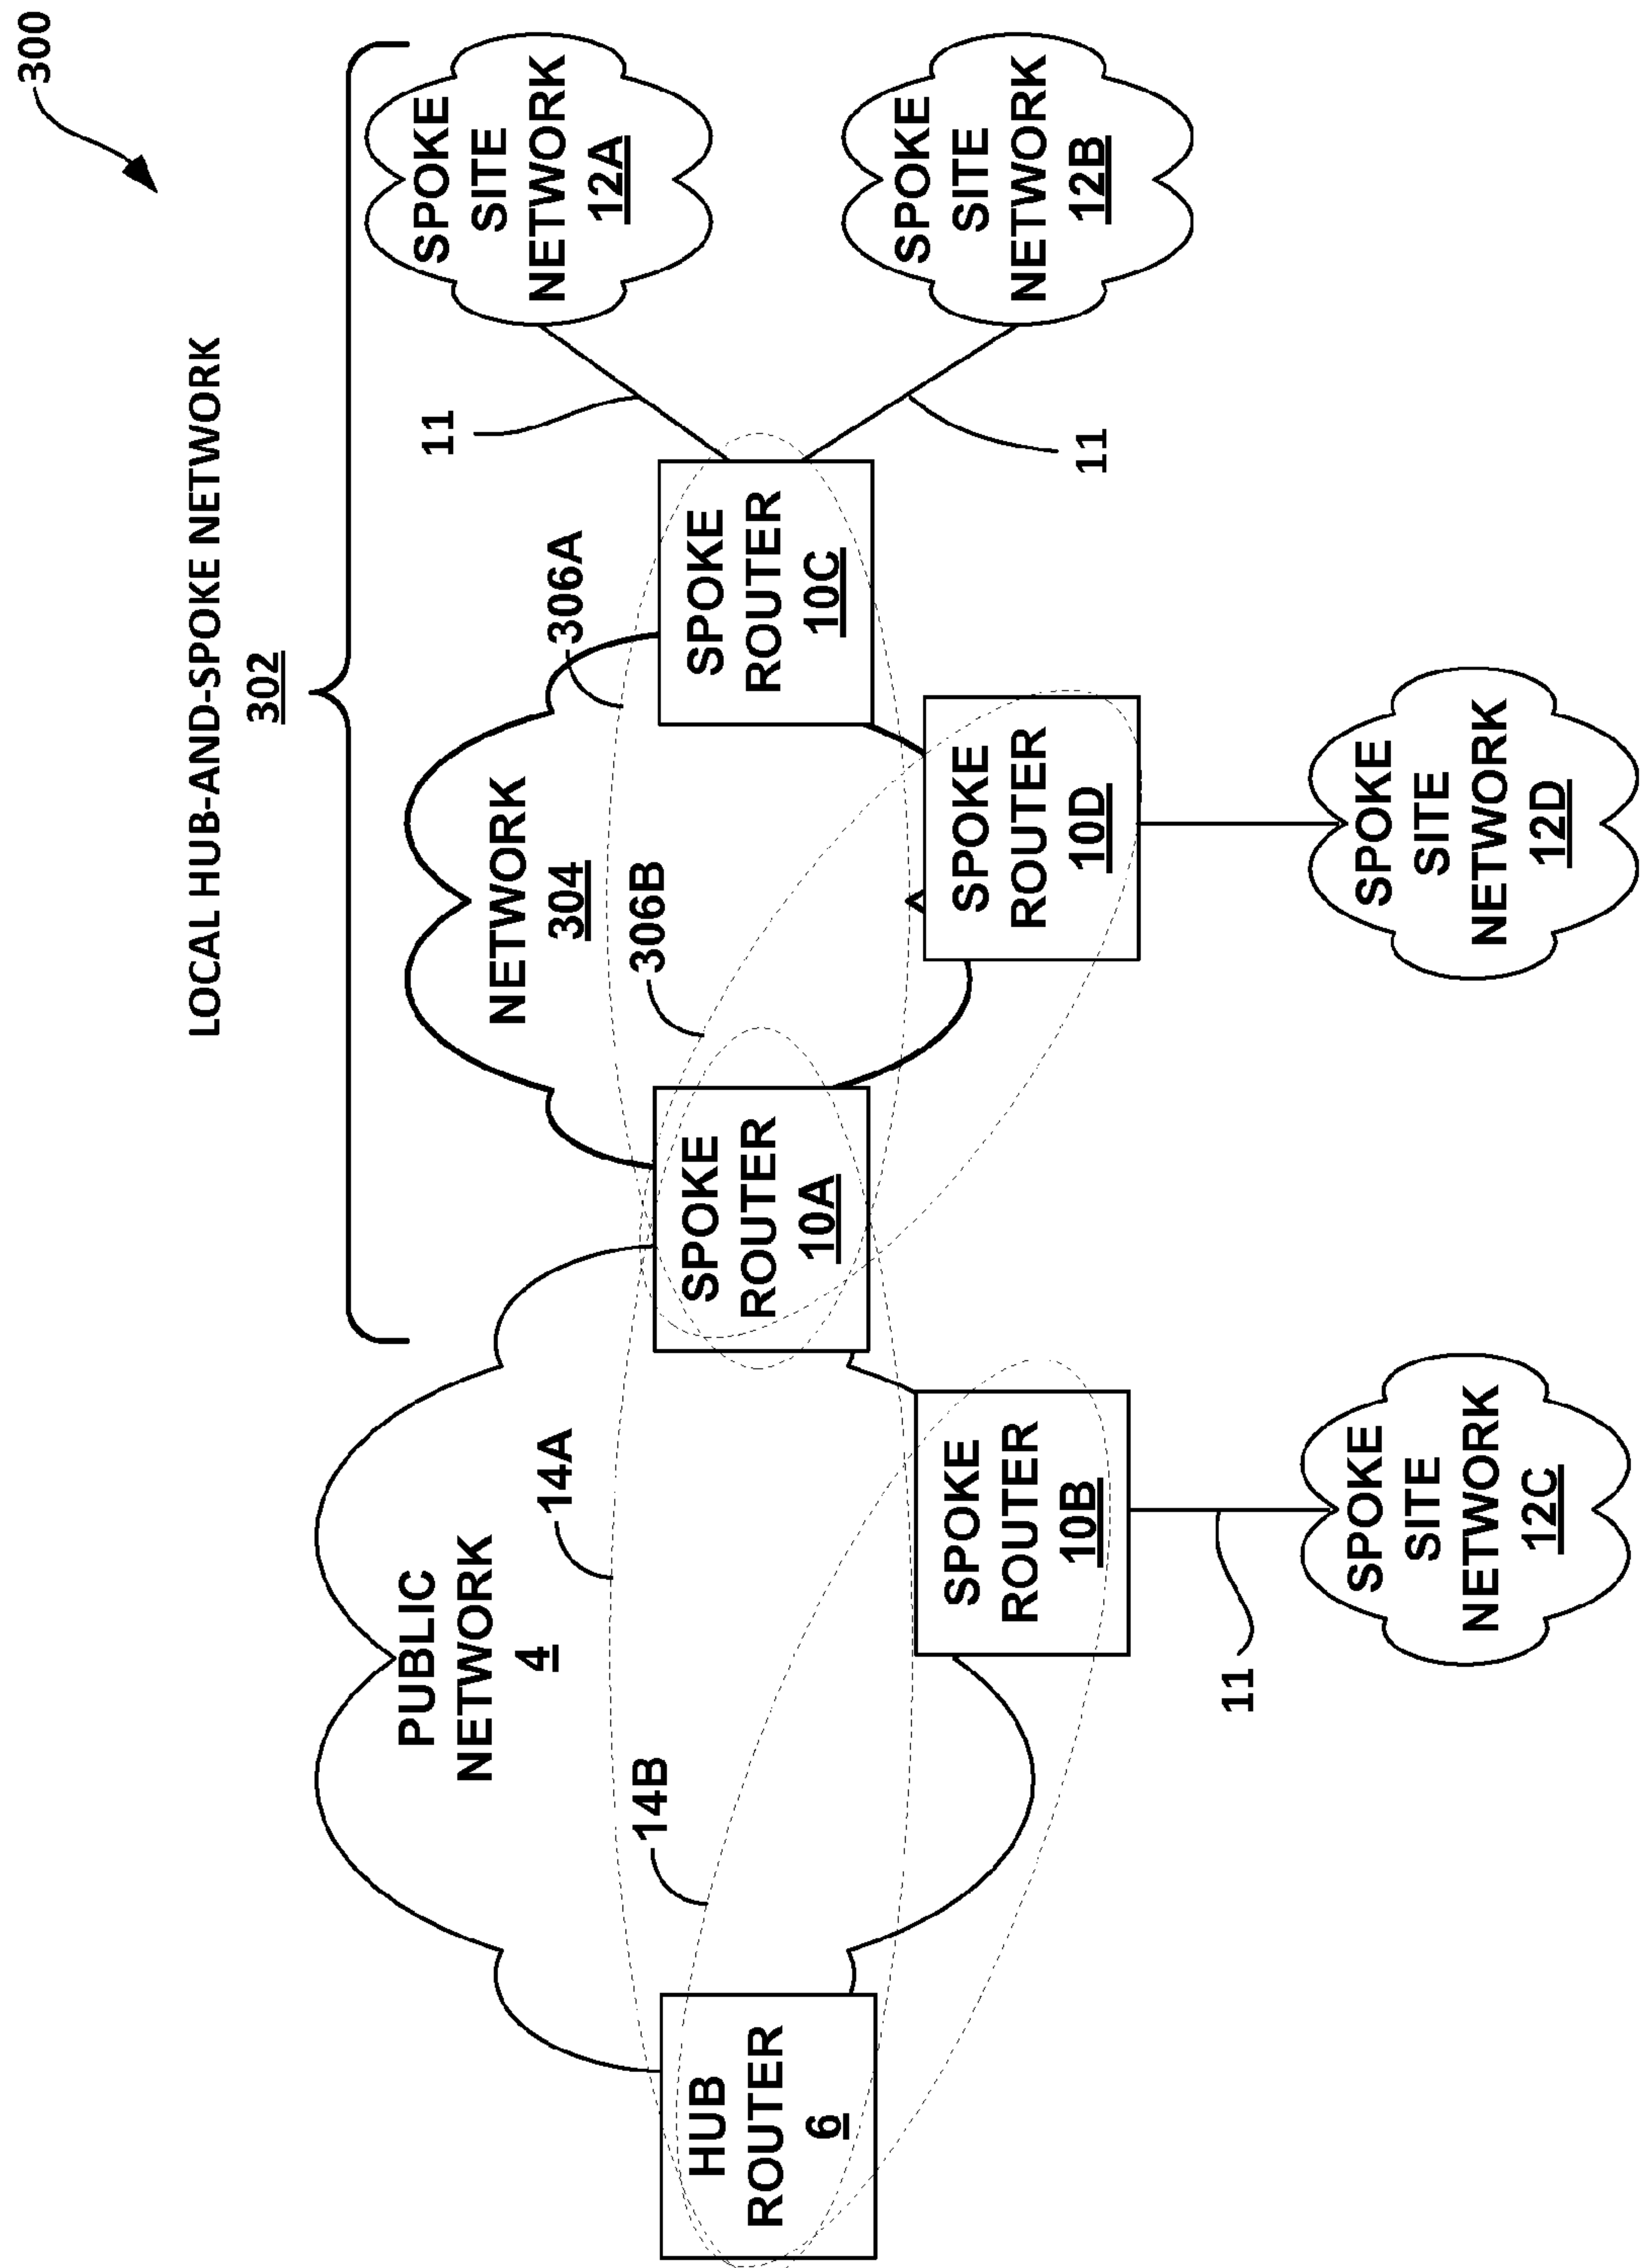 300
LOCAL HUB-AND-SPOKE NETWORK
302
PUBLIC
NETWORK
4
NETWORK
304
SPOKE
SITE
NETWORK
12A
14A
14B
306A
306B
11
HUB
ROUTER
6
SPOKE
ROUTER
10A
SPOKE
ROUTER
10C
SPOKE
ROUTER
10B
SPOKE
ROUTER
10D
SPOKE
SITE
NETWORK
12B
11
11
SPOKE
SITE
NETWORK
12C
SPOKE
SITE
NETWORK
12D